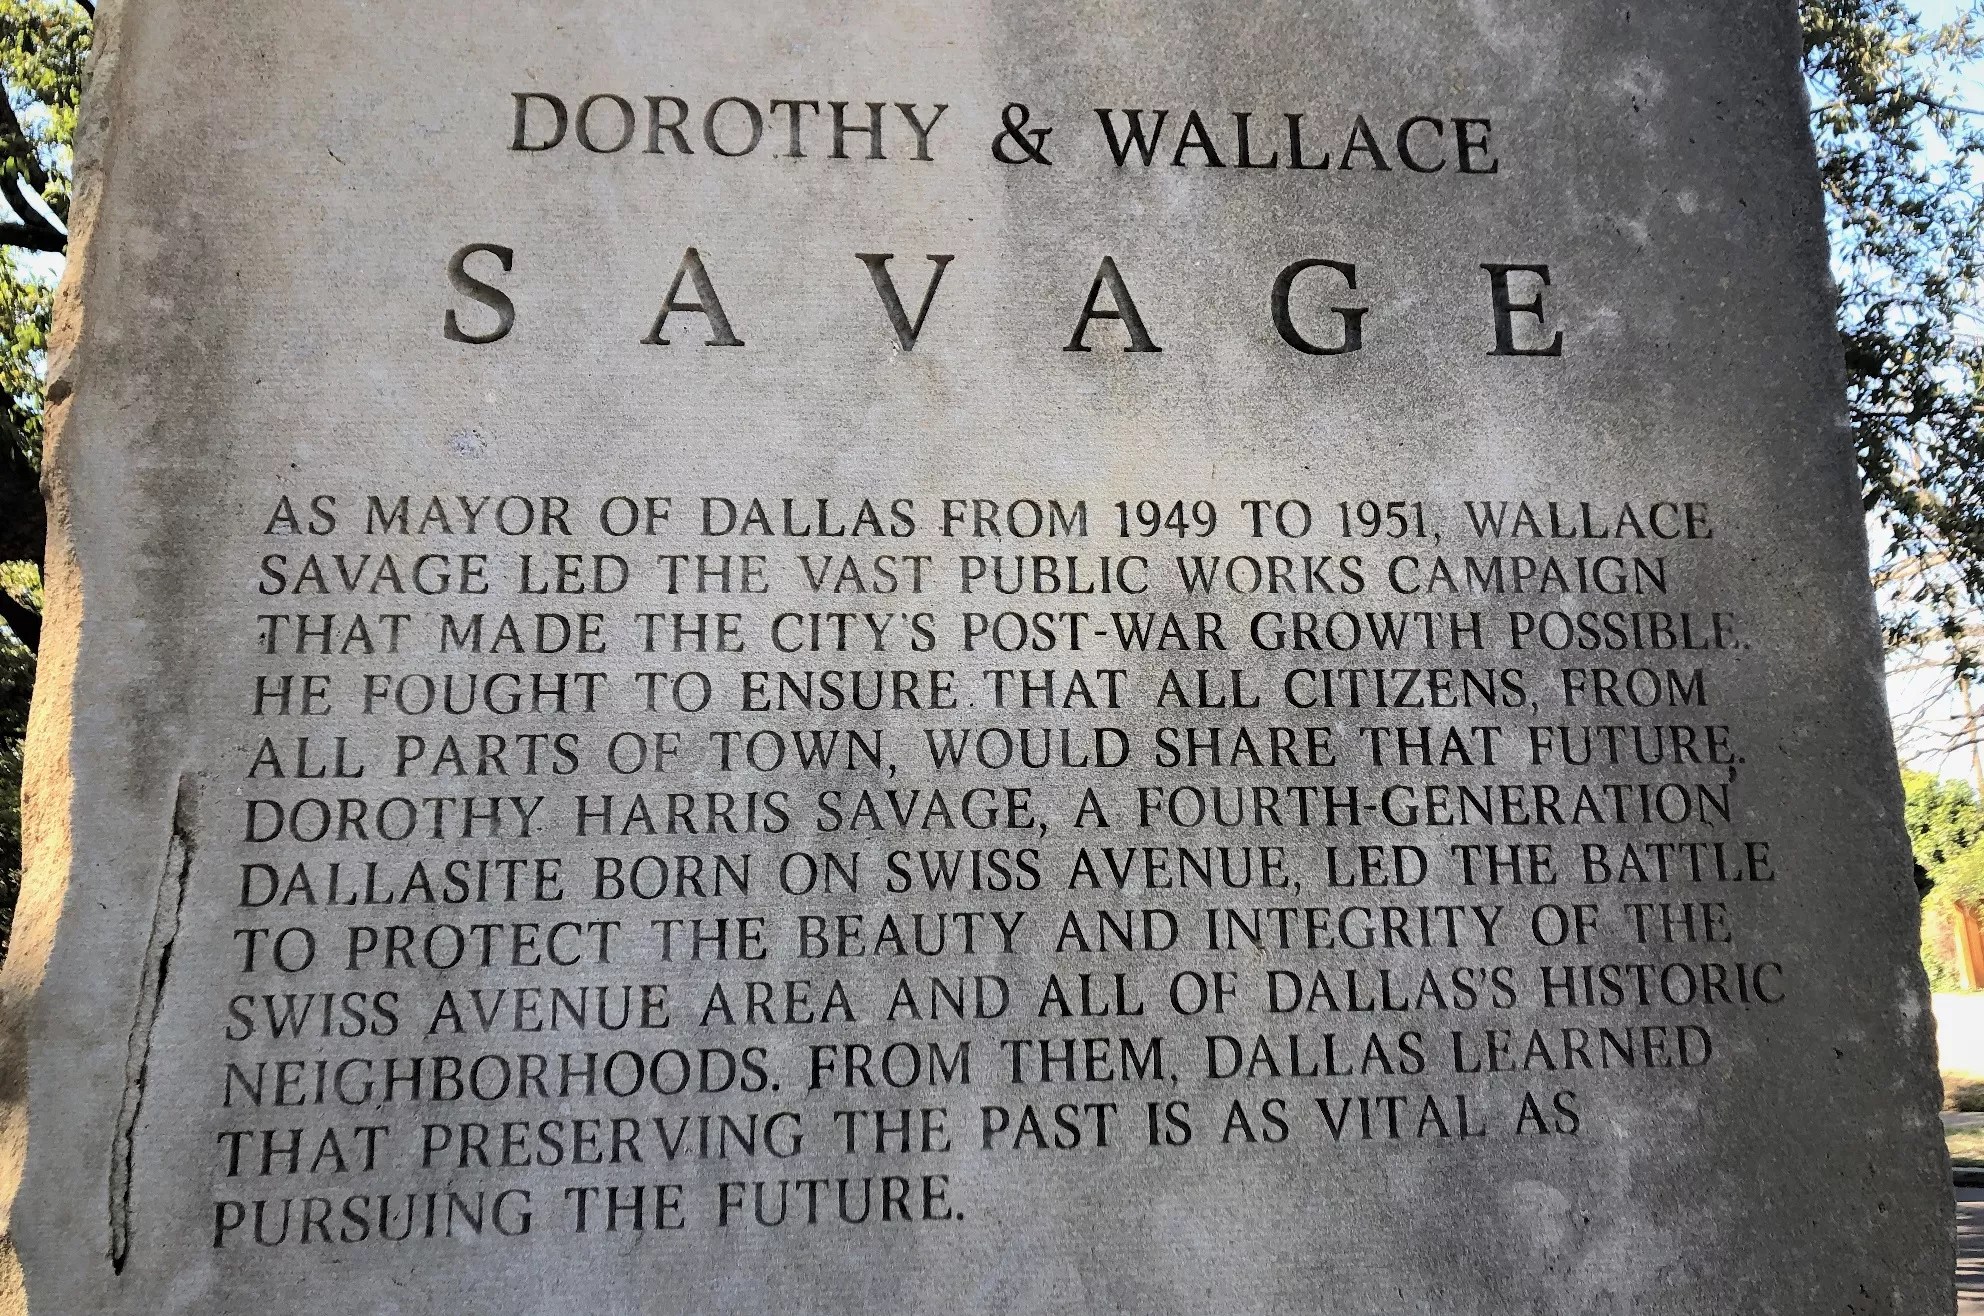 DOROTHY & WALLACE
SAVAGE
AS MAYOR OF DALLAS FROM 1949 TO 1951, WALLACE
SAVAGE LED THE VAST PUBLIC WORKS CAMPAIGN
THAT MADE THE CITY'S POST-WAR GROWTH POSSIBLE.
HE FOUGHT TO ENSURE THAT ALL CITIZENS, FROM
ALL PARTS OF TOWN, WOULD SHARE THAT FUTURE.
DOROTHY HARRIS SAVAGE, A FOURTH-GENERATION
DALLASITE BORN ON SWISS AVENUE, LED THE BATTLE
TO PROTECT THE BEAUTY AND INTEGRITY OF THE
SWISS AVENUE AREA AND ALL OF DALLAS'S HISTORIC
NEIGHBORHOODS. FROM THEM, DALLAS LEARNED
THAT PRESERVING THE PAST IS AS VITAL AS
PURSUING THE FUTURE.